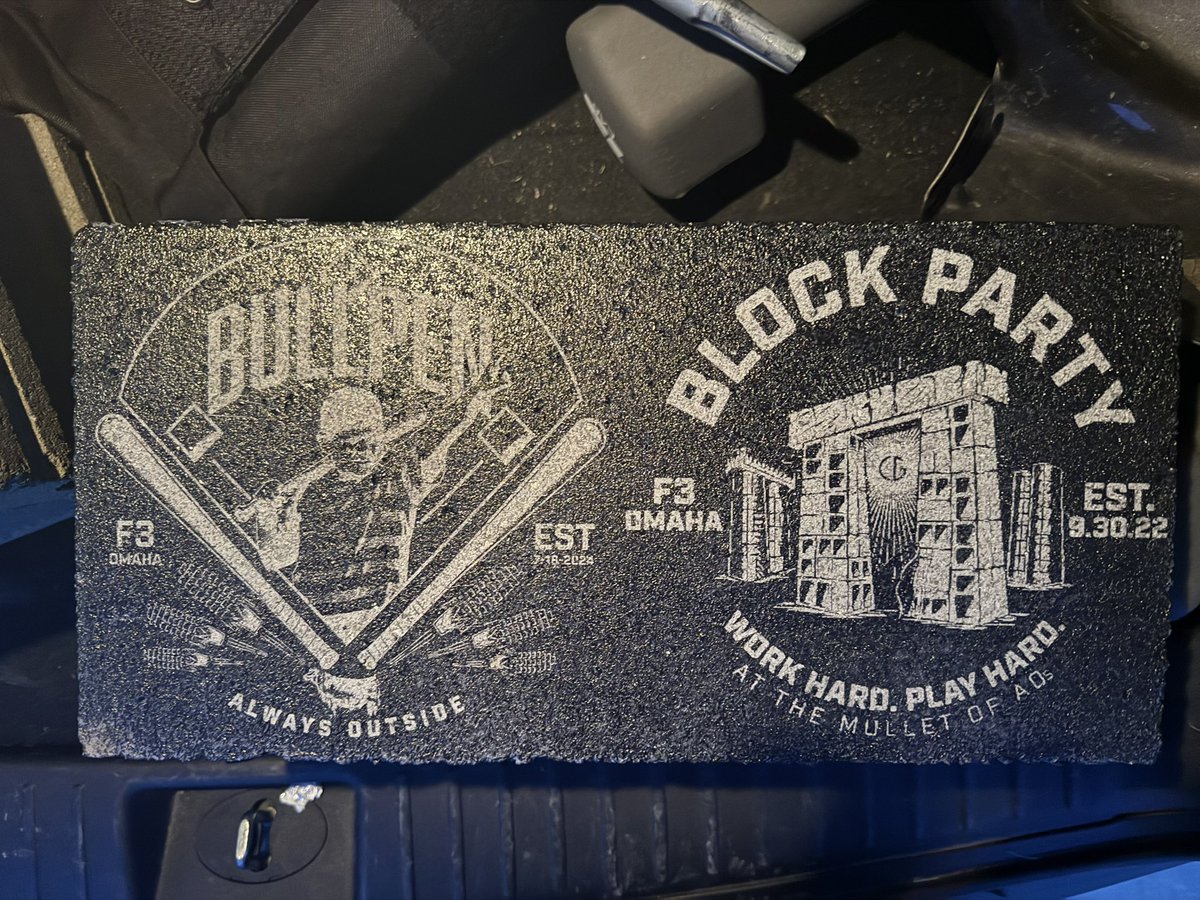 BULLPEN
F3
OMAHA
EST
ALWAYS OUTSIDE
BLOCK PARTY
F3
OMAHA
EST.
9.30.22
WORK HARD. PLAY HARD.
AT THE MULLET OF AOs